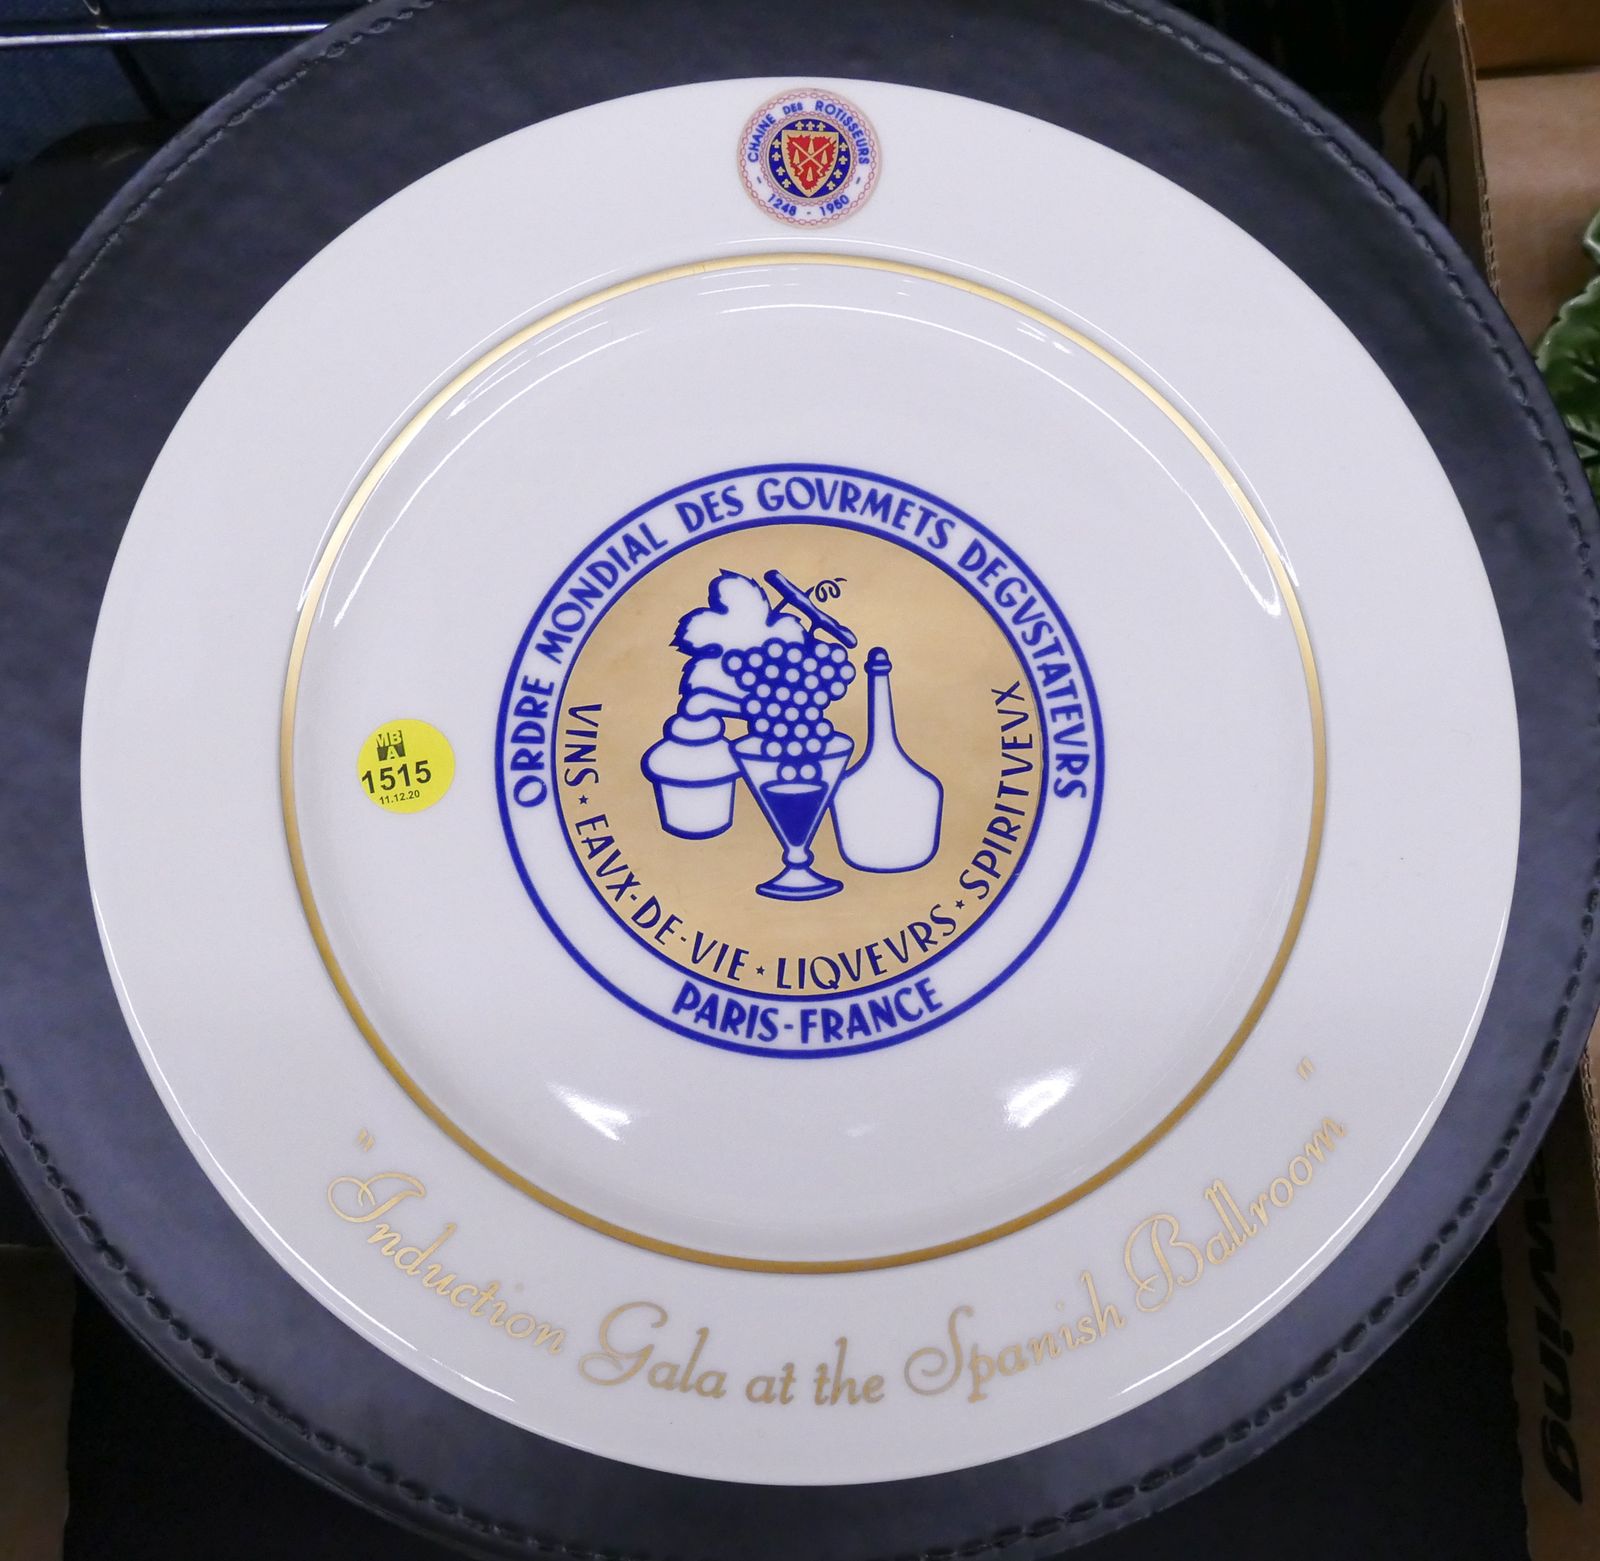 CHAINE DES ROTISSEURS
- 1248 - 1950 -
ORDRE MONDIAL DES GOVRMETS DEGVSTATEVRS
VINS ⋆ EAVX-DE-VIE ⋆ LIQVEVRS ⋆ SPIRITVEVX
PARIS-FRANCE
MB
A
1515
11.12.20
"Induction Gala at the Spanish Ballroom"